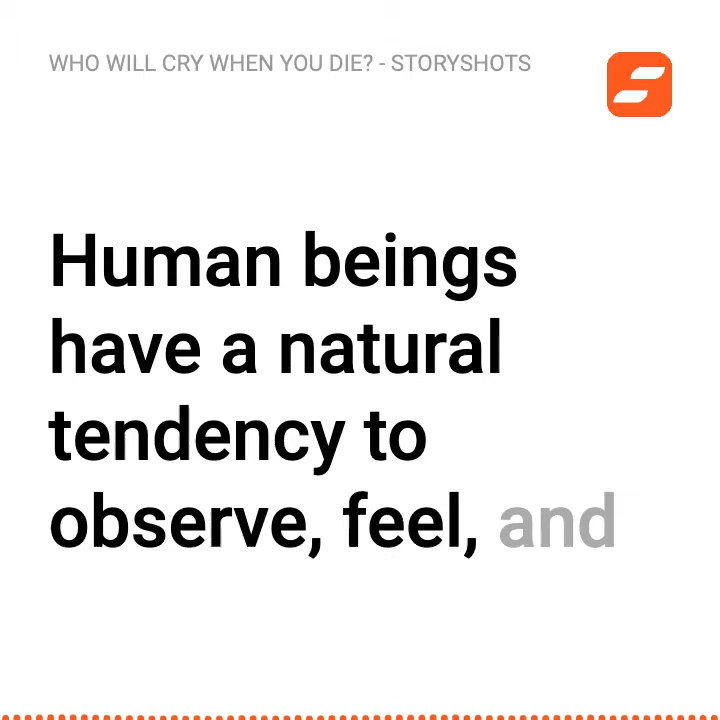 WHO WILL CRY WHEN YOU DIE? - STORYSHOTS
Human beings
have a natural
tendency to
observe, feel, and